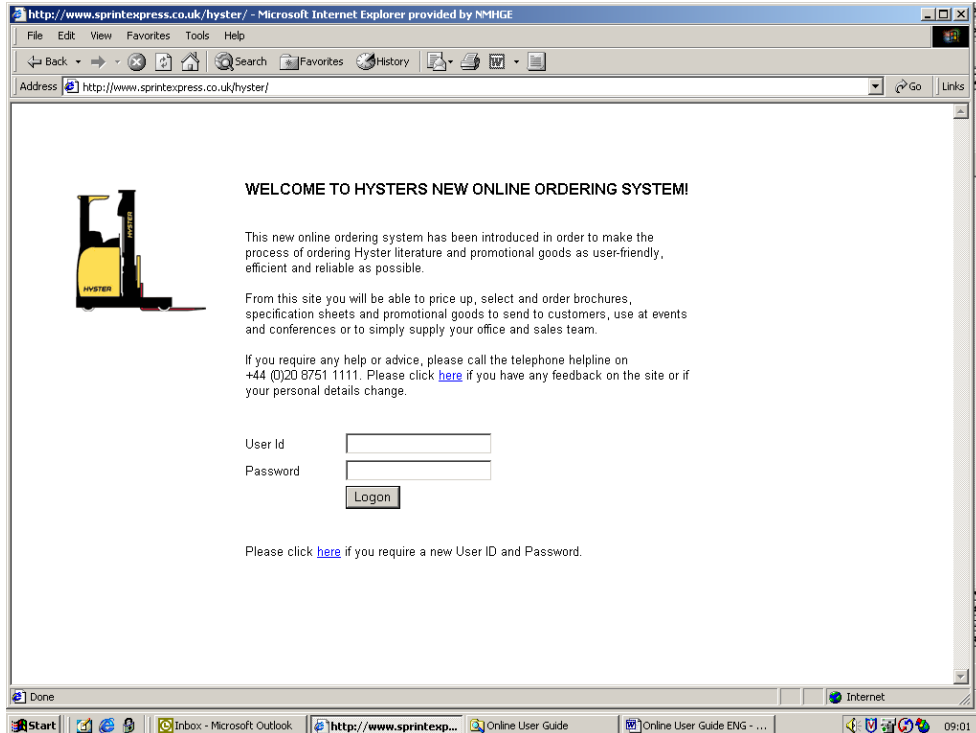 http://www.sprintexpress.co.uk/hyster/ - Microsoft Internet Explorer provided by NMHGE
File Edit View Favorites Tools Help
Back Search Favorites History
Address http://www.sprintexpress.co.uk/hyster/ Go Links
WELCOME TO HYSTERS NEW ONLINE ORDERING SYSTEM!
HYSTER
HYSTER
This new online ordering system has been introduced in order to make the
process of ordering Hyster literature and promotional goods as user-friendly,
efficient and reliable as possible.
From this site you will be able to price up, select and order brochures,
specification sheets and promotional goods to send to customers, use at events
and conferences or to simply supply your office and sales team.
If you require any help or advice, please call the telephone helpline on
+44 (0)20 8751 1111. Please click here if you have any feedback on the site or if
your personal details change.
User Id
Password
Logon
Please click here if you require a new User ID and Password.
Done Internet
Start Inbox - Microsoft Outlook http://www.sprintexp... Online User Guide Online User Guide ENG - ... 09:01